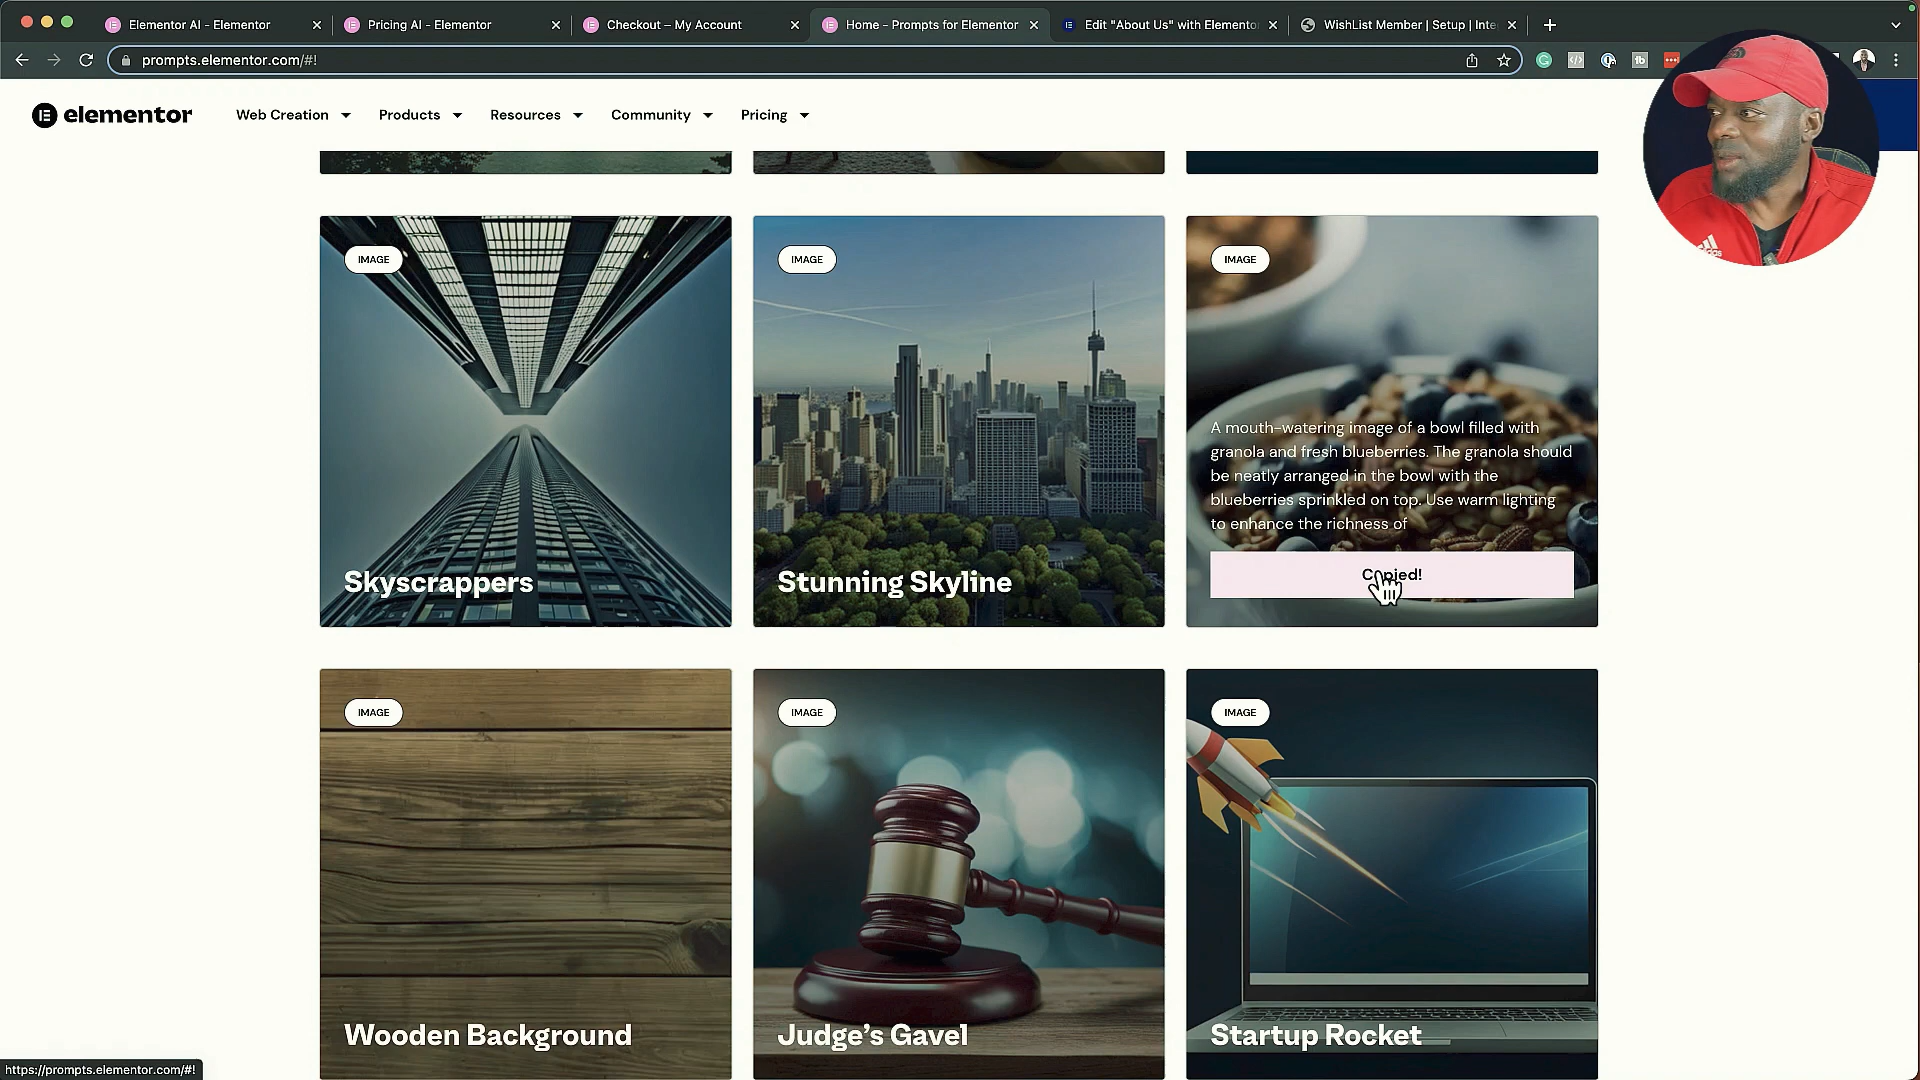 Elementor AI - Elementor
Pricing AI - Elementor
Checkout – My Account
Home - Prompts for Elementor
Edit "About Us" with Elemento
WishList Member | Setup | Inte
prompts.elementor.com/#!
elementor
Web Creation
Products
Resources
Community
Pricing
IMAGE
IMAGE
IMAGE
A mouth-watering image of a bowl filled with
granola and fresh blueberries. The granola should
be neatly arranged in the bowl with the
blueberries sprinkled on top. Use warm lighting
to enhance the richness of
Copied!
Skyscrappers
Stunning Skyline
IMAGE
IMAGE
IMAGE
Wooden Background
Judge's Gavel
Startup Rocket
https://prompts.elementor.com/#!